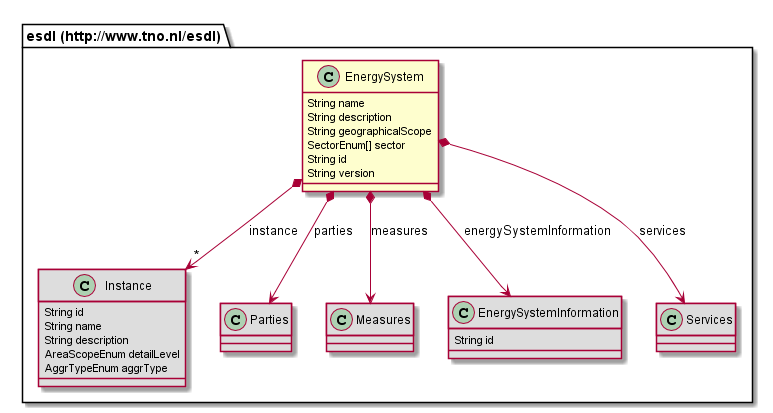 esdl (http://www.tno.nl/esdl)
C EnergySystem
String name
String description
String geographicalScope
SectorEnum[] sector
String id
String version
instance
parties
measures
energySystemInformation
services
*
C Instance
String id
String name
String description
AreaScopeEnum detailLevel
AggrTypeEnum aggrType
C Parties
C Measures
C EnergySystemInformation
String id
C Services